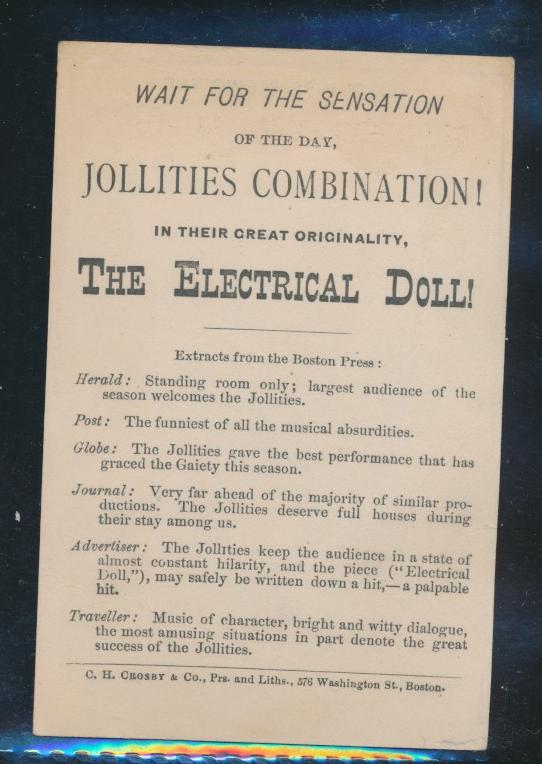 WAIT FOR THE SENSATION
OF THE DAY,
JOLLITIES COMBINATION!
IN THEIR GREAT ORIGINALITY,
THE ELECTRICAL DOLL!
Extracts from the Boston Press:
Herald: Standing room only; largest audience of the
season welcomes the Jollities.
Post: The funniest of all the musical absurdities.
Globe: The Jollities gave the best performance that has
graced the Gaiety this season.
Journal: Very far ahead of the majority of similar pro-
ductions. The Jollities deserve full houses during
their stay among us.
Advertiser: The Jollities keep the audience in a state of
almost constant hilarity, and the piece ("Electrical
Doll,"), may safely be written down a hit,—a palpable
hit.
Traveller: Music of character, bright and witty dialogue,
the most amusing situations in part denote the great
success of the Jollities.
C. H. CROSBY & Co., Prs. and Liths., 576 Washington St., Boston.